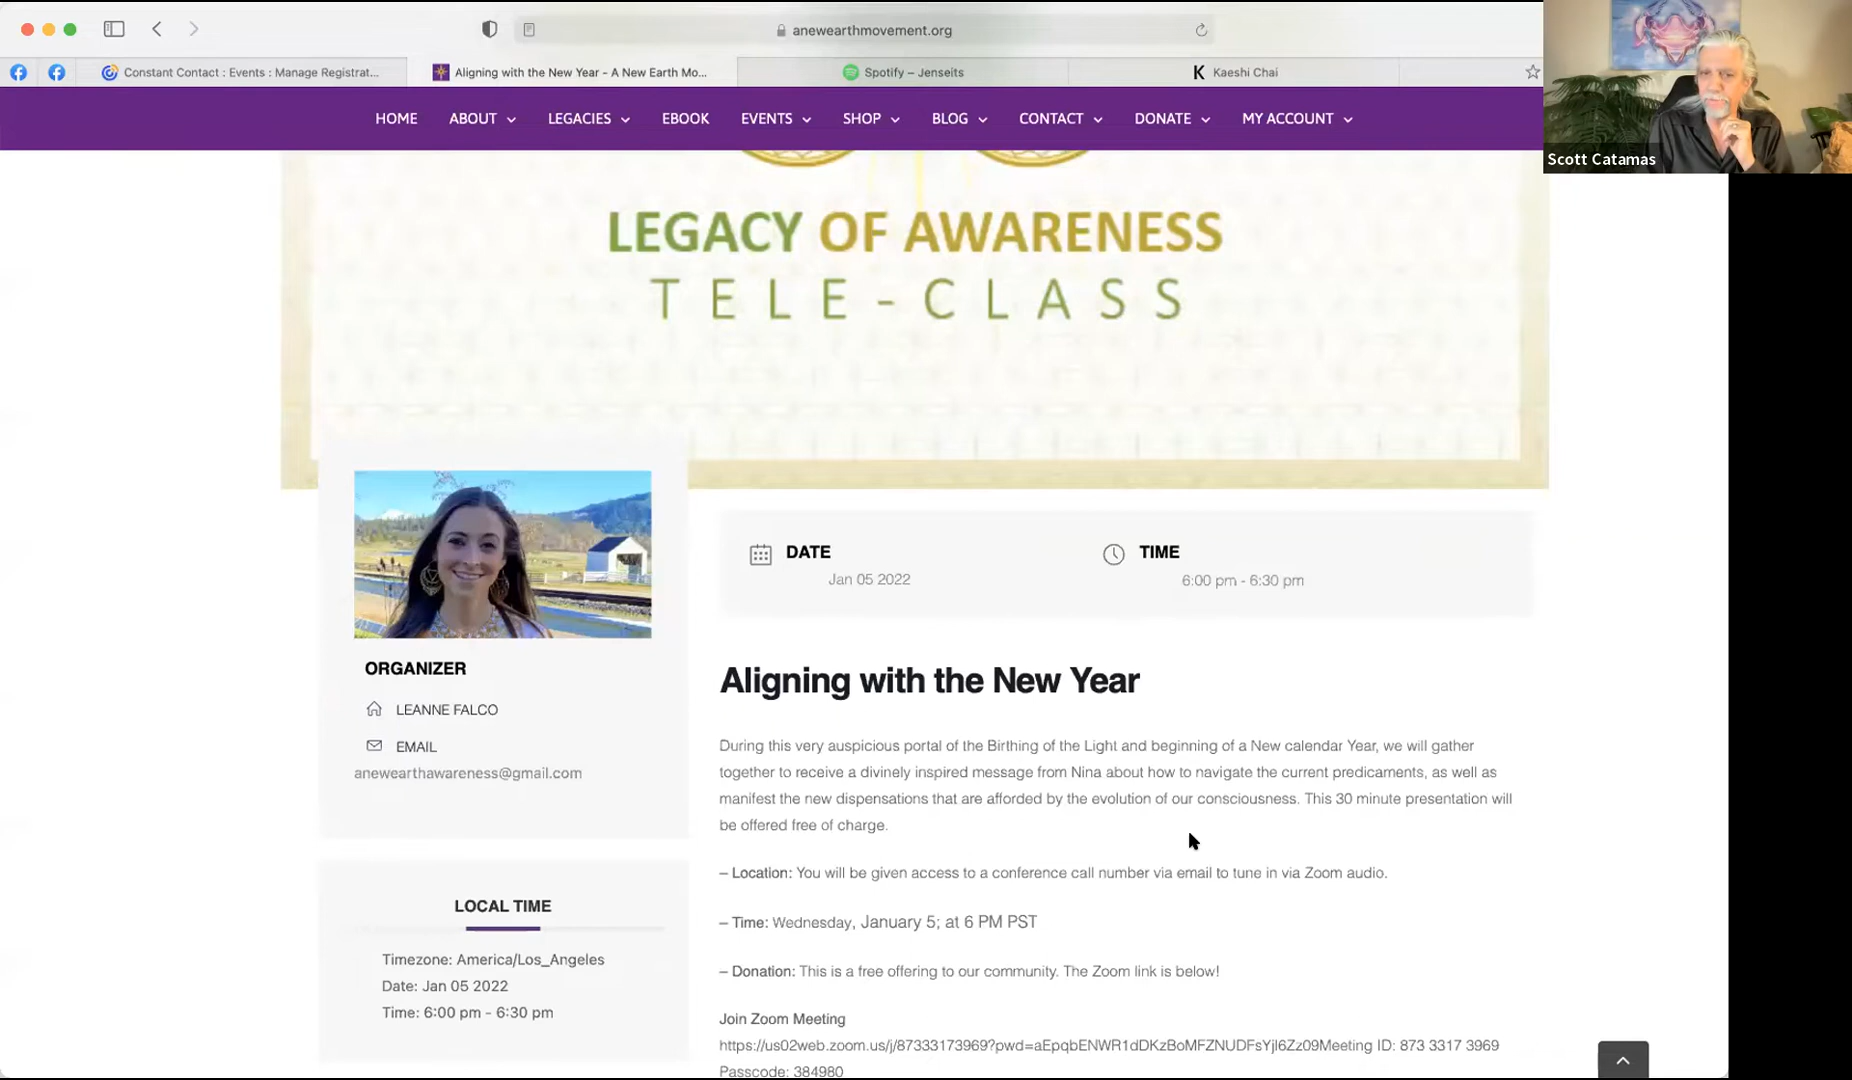 anewearthmovement.org
Constant Contact : Events : Manage Registrat...
Aligning with the New Year - A New Earth Mo...
Spotify – Jenseits
K Kaeshi Chai
Scott Catamas
HOME ABOUT LEGACIES EBOOK EVENTS SHOP BLOG CONTACT DONATE MY ACCOUNT
LEGACY OF AWARENESS
TELE-CLASS
DATE
Jan 05 2022
TIME
6:00 pm - 6:30 pm
ORGANIZER
LEANNE FALCO
EMAIL
anewearthawareness@gmail.com
LOCAL TIME
Timezone: America/Los_Angeles
Date: Jan 05 2022
Time: 6:00 pm - 6:30 pm
Aligning with the New Year
During this very auspicious portal of the Birthing of the Light and beginning of a New calendar Year, we will gather
together to receive a divinely inspired message from Nina about how to navigate the current predicaments, as well as
manifest the new dispensations that are afforded by the evolution of our consciousness. This 30 minute presentation will
be offered free of charge.
– Location: You will be given access to a conference call number via email to tune in via Zoom audio.
– Time: Wednesday, January 5; at 6 PM PST
– Donation: This is a free offering to our community. The Zoom link is below!
Join Zoom Meeting
https://us02web.zoom.us/j/87333173969?pwd=aEpqbENWR1dDKzBoMFZNUDFsYjl6Zz09Meeting ID: 873 3317 3969
Passcode: 384980